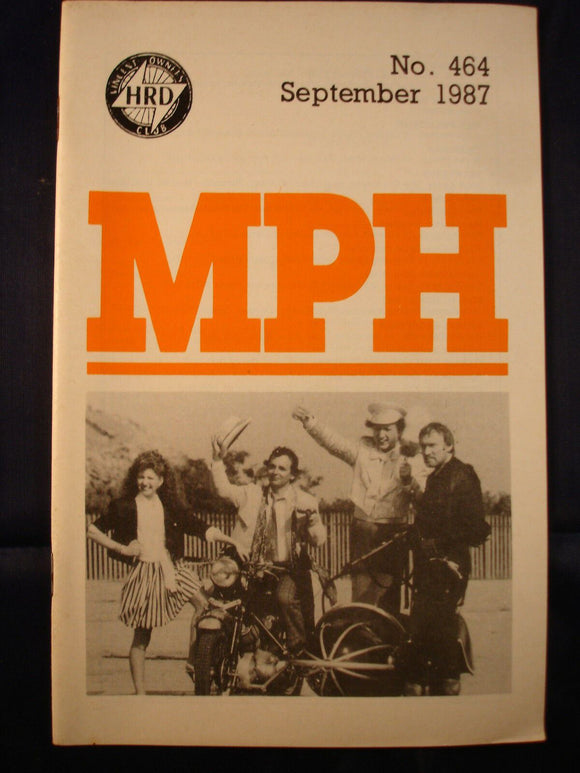 VINCENT OWNERS
HRD
CLUB
No. 464
September 1987
MPH